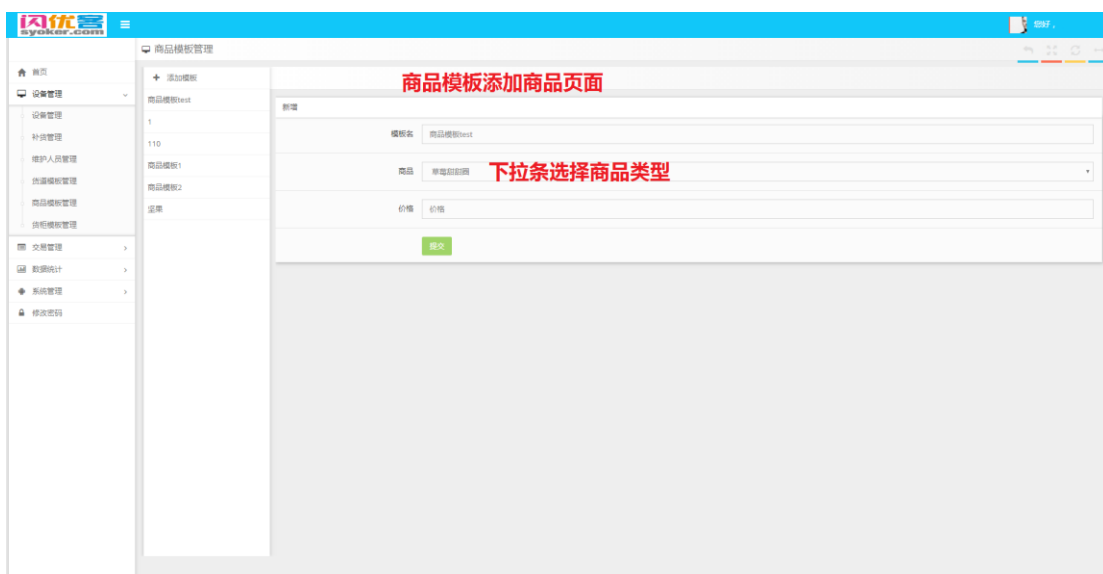 闪优客
syoker.com
您好，
商品模板管理
首页
设备管理
设备管理
补货管理
维护人员管理
货道模板管理
商品模板管理
货柜模板管理
交易管理
数据统计
系统管理
修改密码
添加模板
商品模板test
1
110
商品模板1
商品模板2
坚果
商品模板添加商品页面
新增
模板名 商品模板test
商品 草莓甜甜圈 下拉条选择商品类型
价格 价格
提交